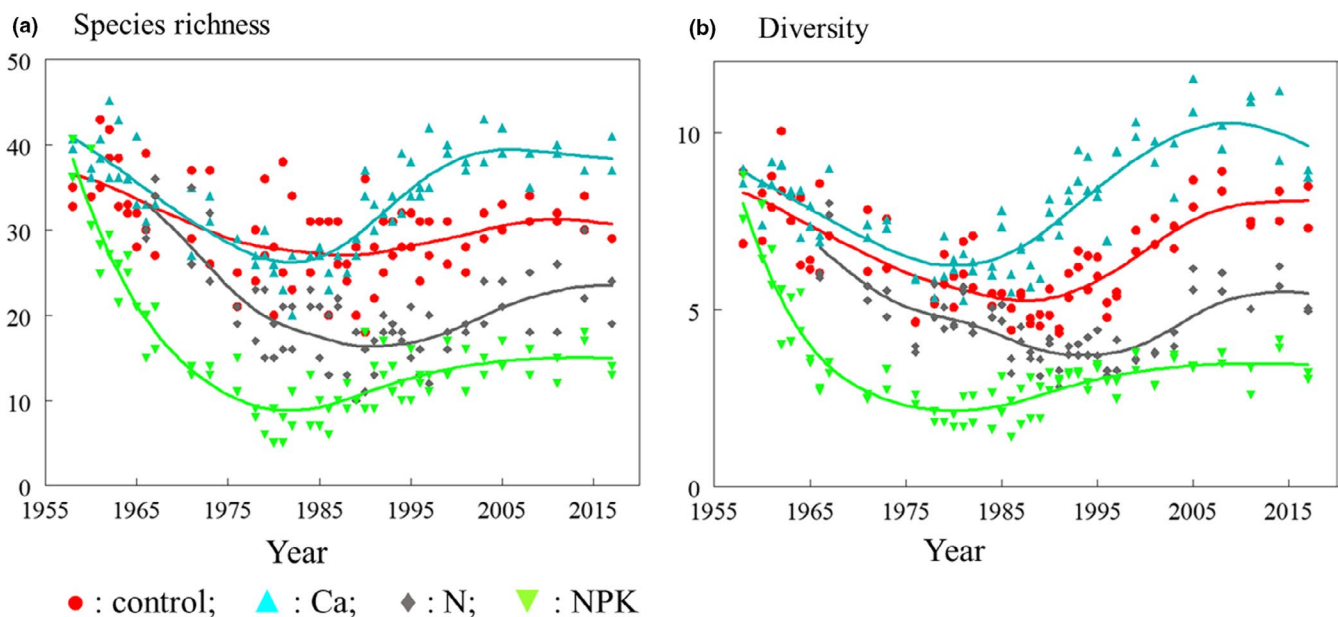 (a) Species richness
50
40
30
20
10
0
1955 1965 1975 1985 1995 2005 2015
Year
(b) Diversity
10
5
0
1955 1965 1975 1985 1995 2005 2015
Year
: control; : Ca; : N; : NPK